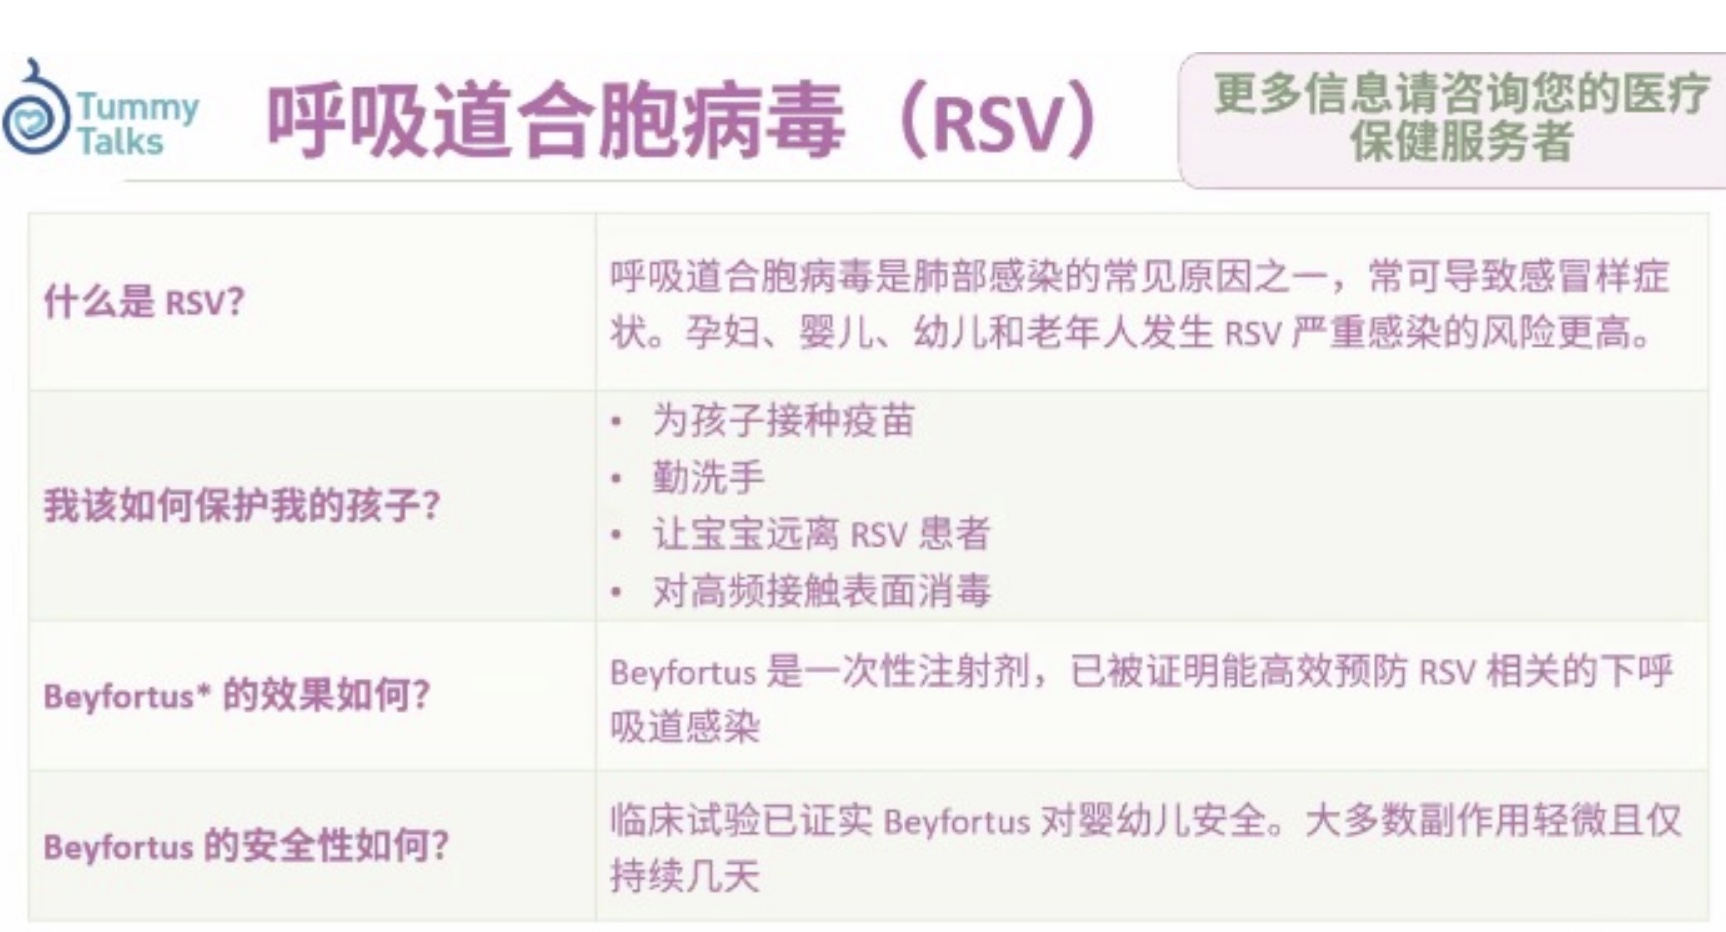 Tummy
Talks
呼吸道合胞病毒（RSV）
更多信息请咨询您的医疗
保健服务者
什么是 RSV？
呼吸道合胞病毒是肺部感染的常见原因之一，常可导致感冒样症
状。孕妇、婴儿、幼儿和老年人发生 RSV 严重感染的风险更高。
我该如何保护我的孩子？
• 为孩子接种疫苗
• 勤洗手
• 让宝宝远离 RSV 患者
• 对高频接触表面消毒
Beyfortus* 的效果如何？
Beyfortus 是一次性注射剂，已被证明能高效预防 RSV 相关的下呼
吸道感染
Beyfortus 的安全性如何？
临床试验已证实 Beyfortus 对婴幼儿安全。大多数副作用轻微且仅
持续几天